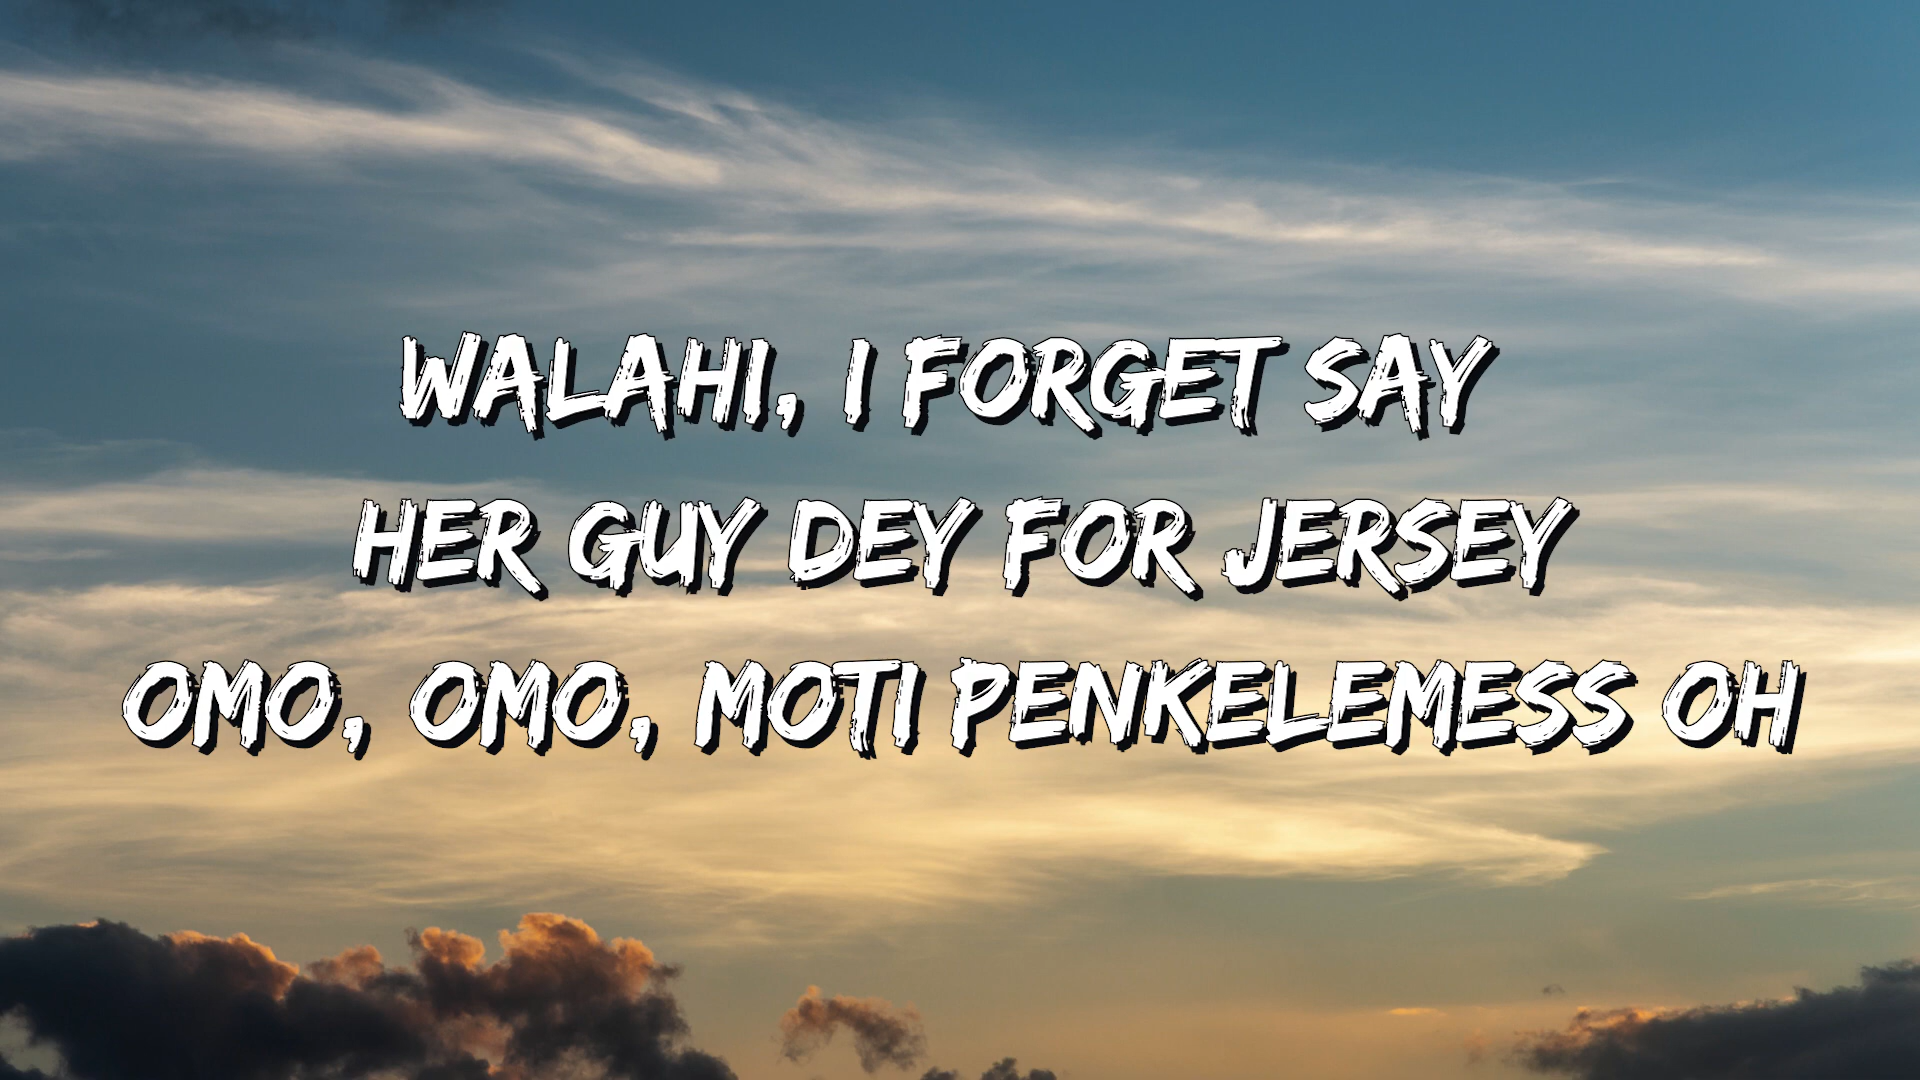 WALAHI, I FORGET SAY
HER GUY DEY FOR JERSEY
OMO, OMO, MOTI PENKELEMESS OH